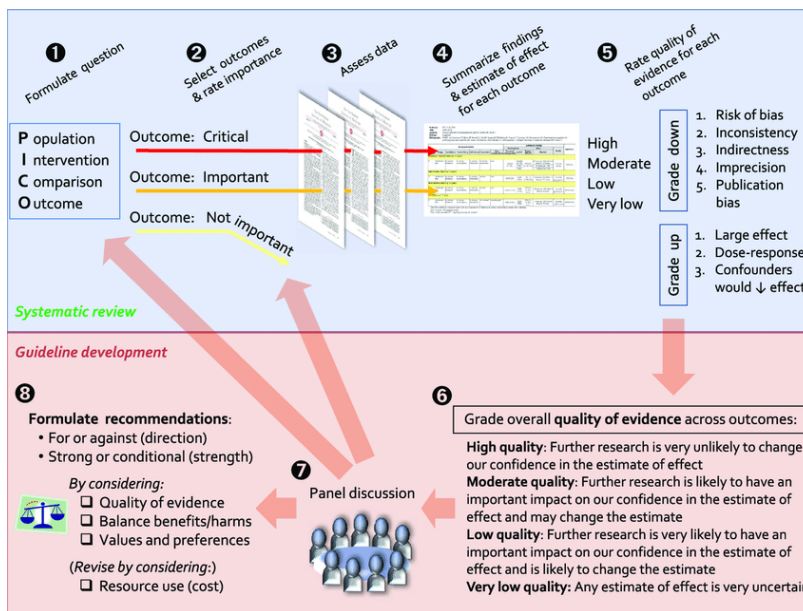 ❶
Formulate question
❷
Select outcomes
& rate importance
❸
Assess data
❹
Summarize findings
& estimate of effect
for each outcome
❺
Rate quality of
evidence for each
outcome
Population
Intervention
Comparison
Outcome
Outcome: Critical
Outcome: Important
Outcome: Not important
High
Moderate
Low
Very low
Grade down
1. Risk of bias
2. Inconsistency
3. Indirectness
4. Imprecision
5. Publication
bias
Grade up
1. Large effect
2. Dose-response
3. Confounders
would ↓ effect
Systematic review
Guideline development
❻
Grade overall quality of evidence across outcomes:
High quality: Further research is very unlikely to change
our confidence in the estimate of effect
Moderate quality: Further research is likely to have an
important impact on our confidence in the estimate of
effect and may change the estimate
Low quality: Further research is very likely to have an
important impact on our confidence in the estimate of
effect and is likely to change the estimate
Very low quality: Any estimate of effect is very uncertain
❼
Panel discussion
❽
Formulate recommendations:
• For or against (direction)
• Strong or conditional (strength)
By considering:
❑ Quality of evidence
❑ Balance benefits/harms
❑ Values and preferences
(Revise by considering:)
❑ Resource use (cost)